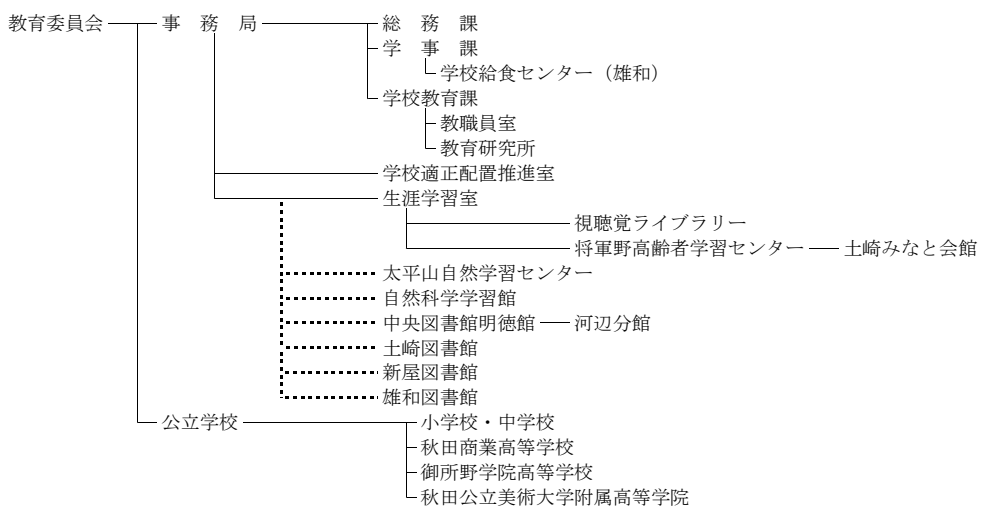 教育委員会 事務局 総務課
学事課
学校給食センター（雄和）
学校教育課
教職員室
教育研究所
学校適正配置推進室
生涯学習室
視聴覚ライブラリー
将軍野高齢者学習センター 土崎みなと会館
太平山自然学習センター
自然科学学習館
中央図書館明徳館 河辺分館
土崎図書館
新屋図書館
雄和図書館
公立学校 小学校・中学校
秋田商業高等学校
御所野学院高等学校
秋田公立美術大学附属高等学院